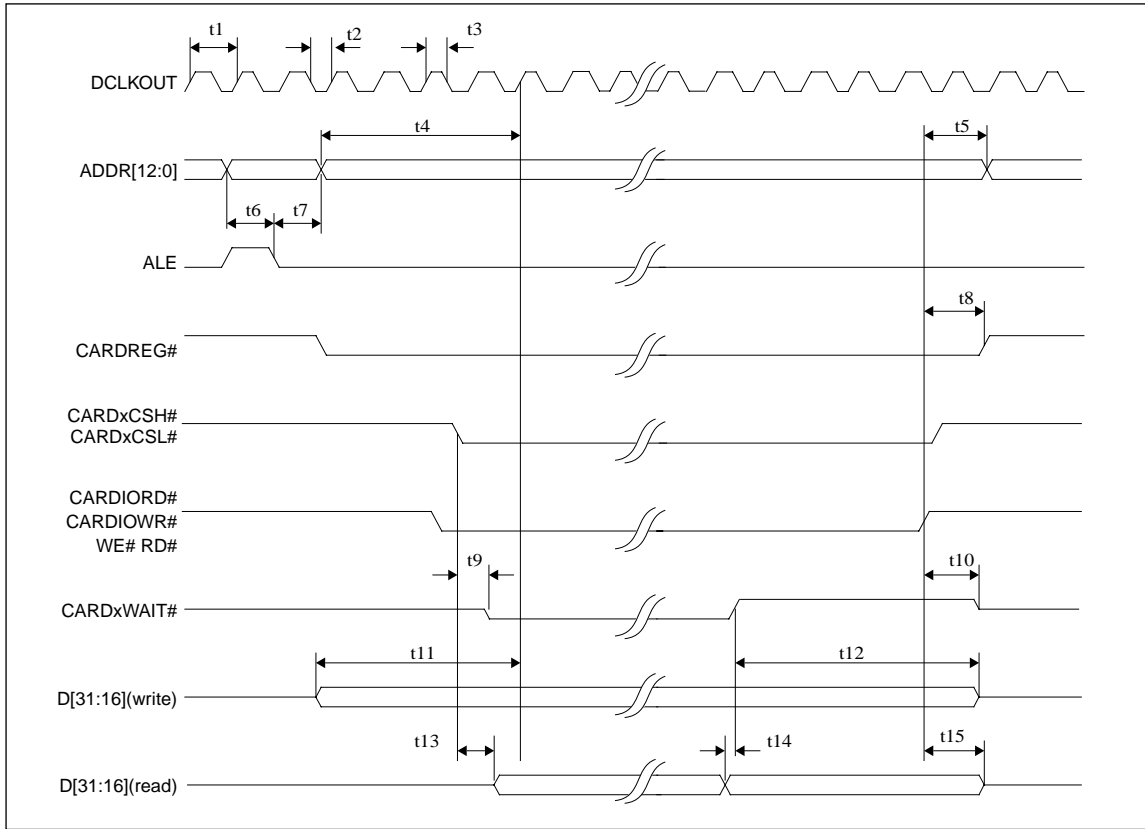 t1
t2
t3
DCLKOUT
t4
t5
ADDR[12:0]
t6
t7
ALE
t8
CARDREG#
CARDxCSH#
CARDxCSL#
CARDIORD#
CARDIOWR#
WE# RD#
t9
t10
CARDxWAIT#
t11
t12
D[31:16](write)
t13
t14
t15
D[31:16](read)